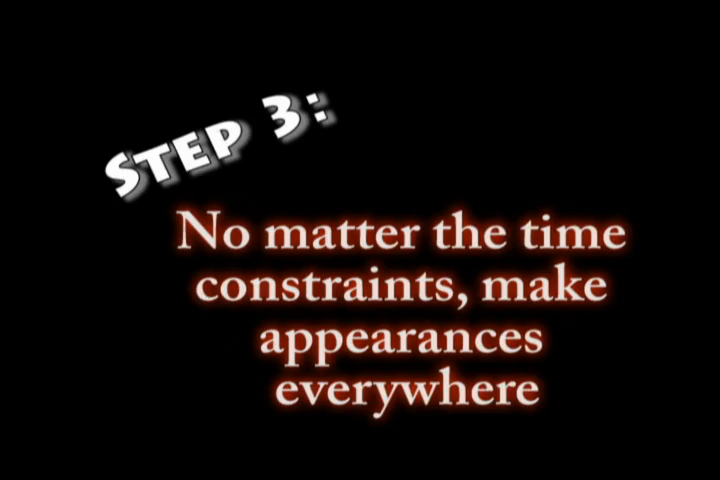 STEP 3:
No matter the time
constraints, make
appearances
everywhere